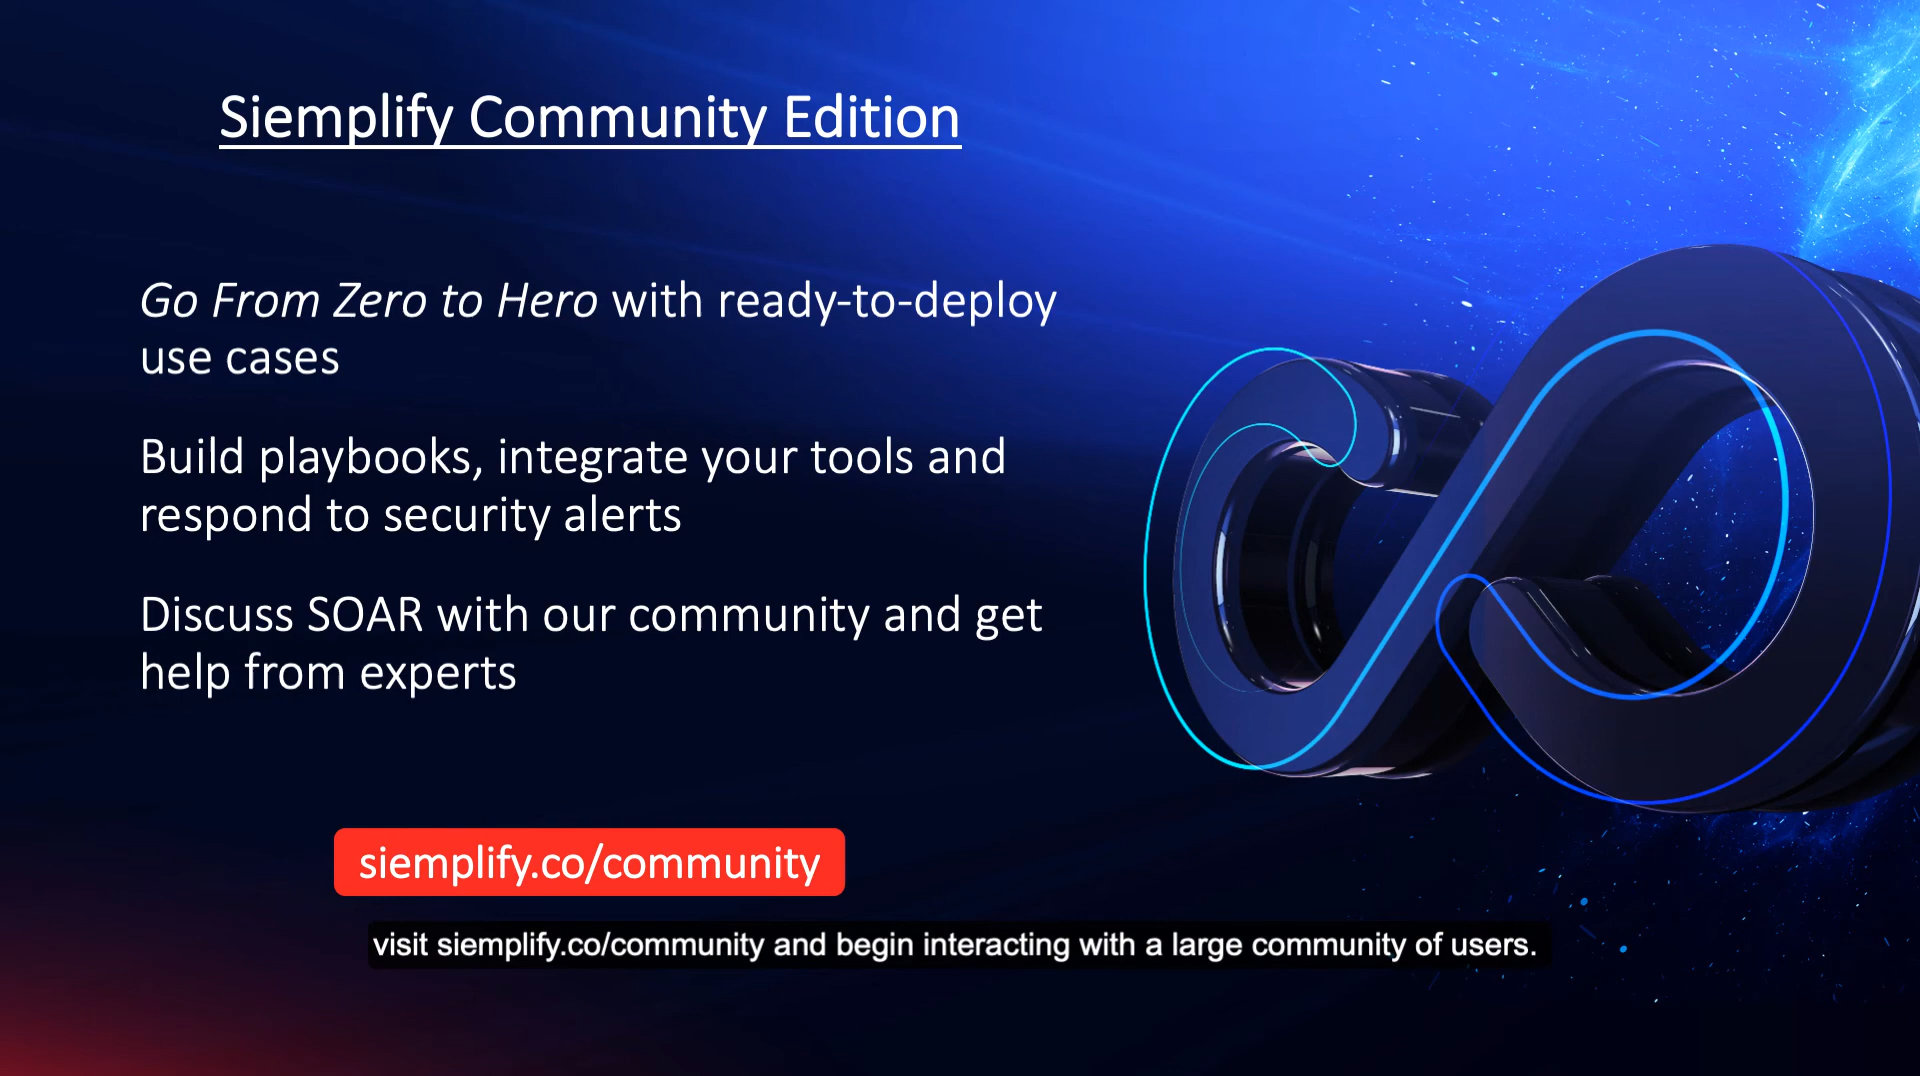 Siemplify Community Edition
Go From Zero to Hero with ready-to-deploy
use cases
Build playbooks, integrate your tools and
respond to security alerts
Discuss SOAR with our community and get
help from experts
siemplify.co/community
visit siemplify.co/community and begin interacting with a large community of users.